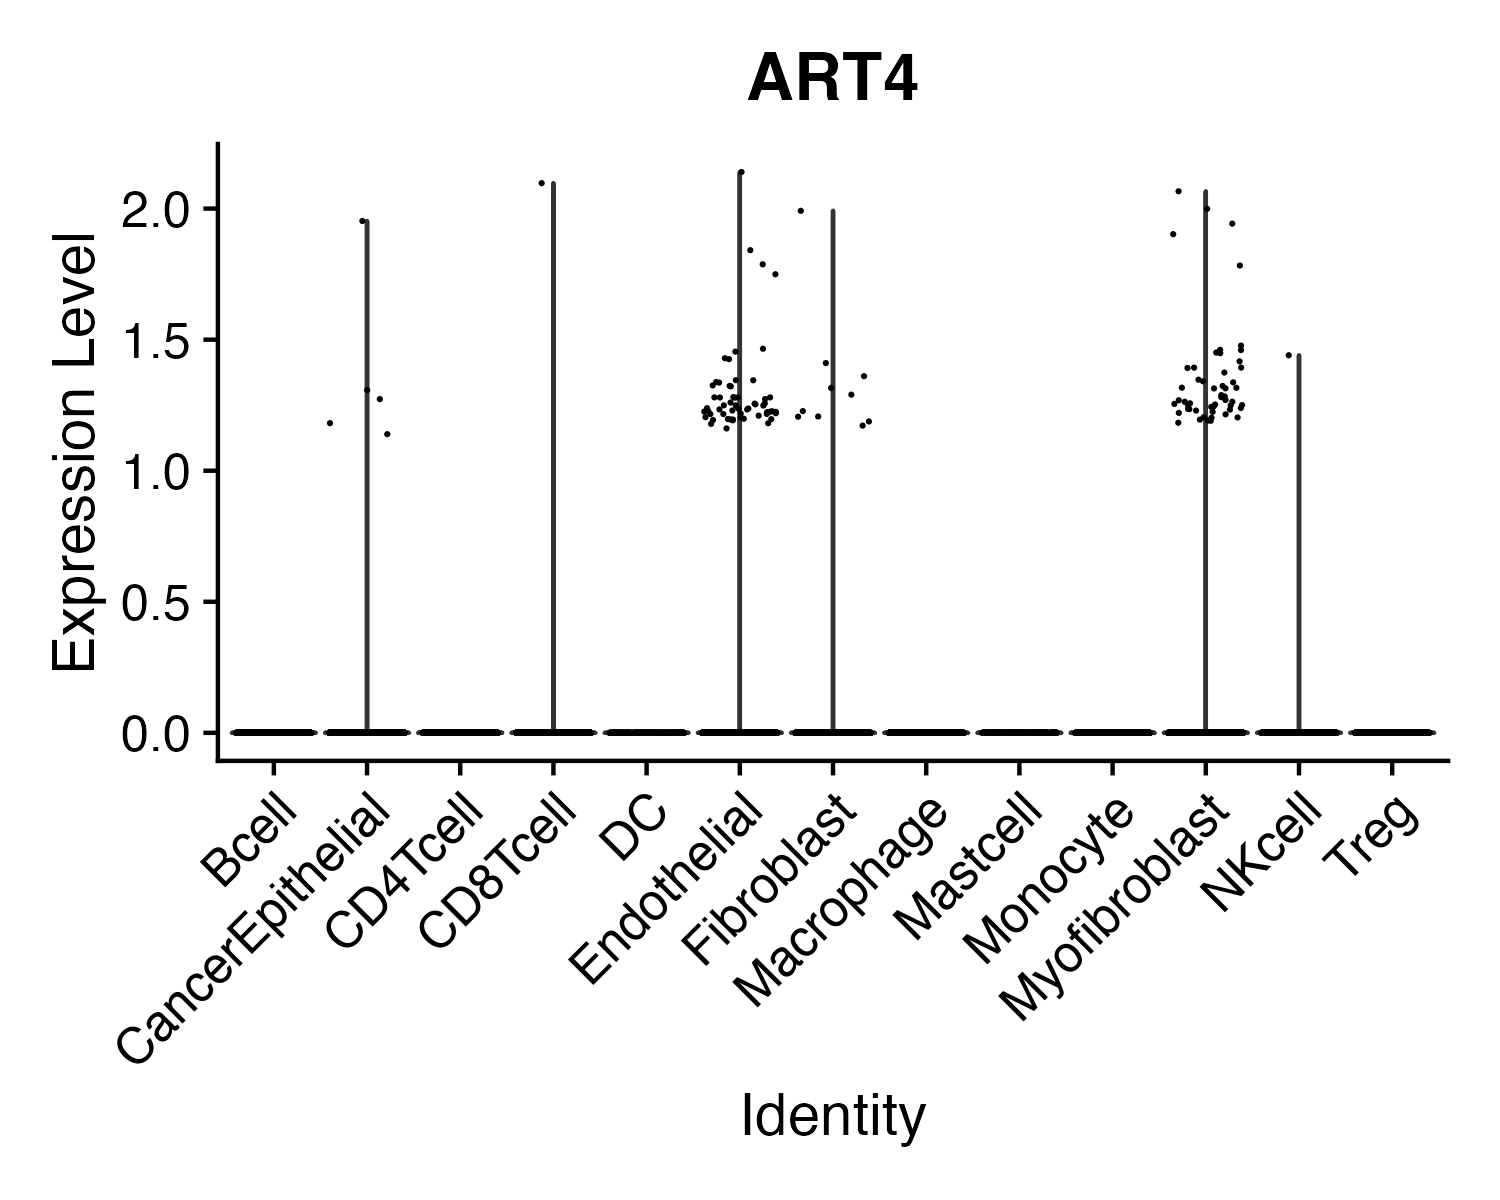 ART4
Expression Level
2.0
1.5
1.0
0.5
0.0
Bcell
CancerEpithelial
CD4Tcell
CD8Tcell
DC
Endothelial
Fibroblast
Macrophage
Mastcell
Monocyte
Myofibroblast
NKcell
Treg
Identity